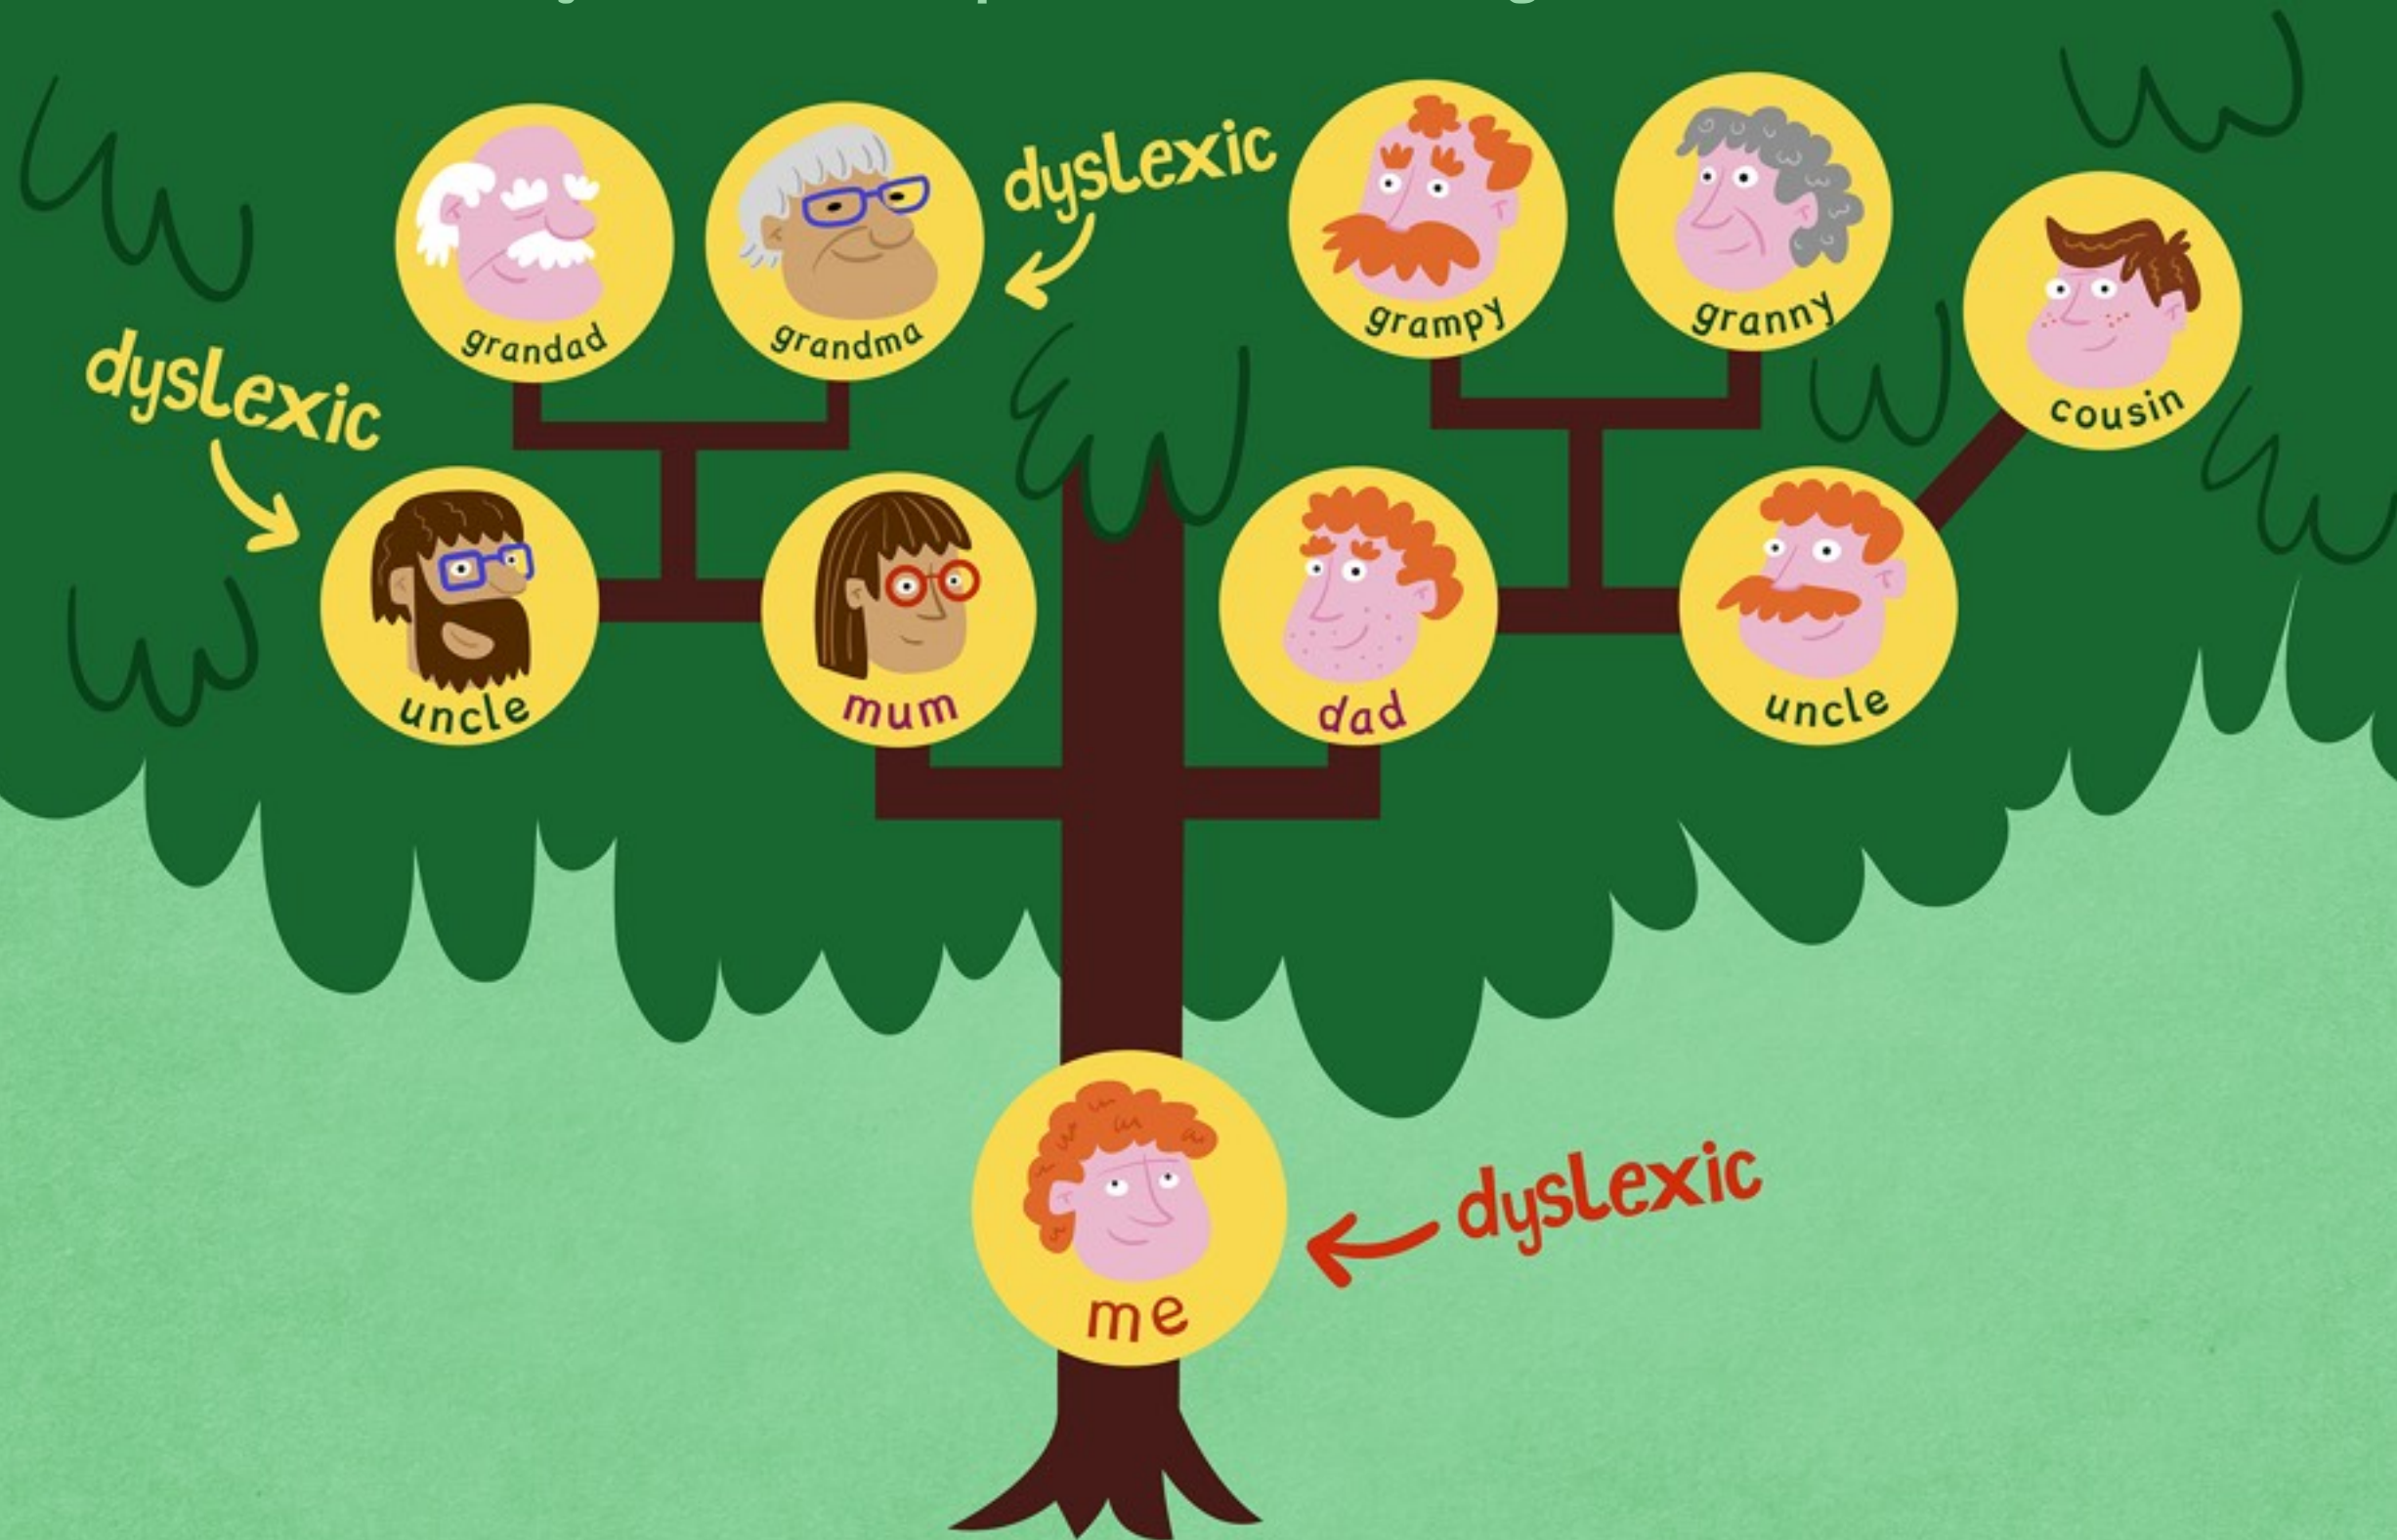 dyslexic
grandad
grandma
grampy
granny
cousin
dyslexic
uncle
mum
dad
uncle
me
dyslexic